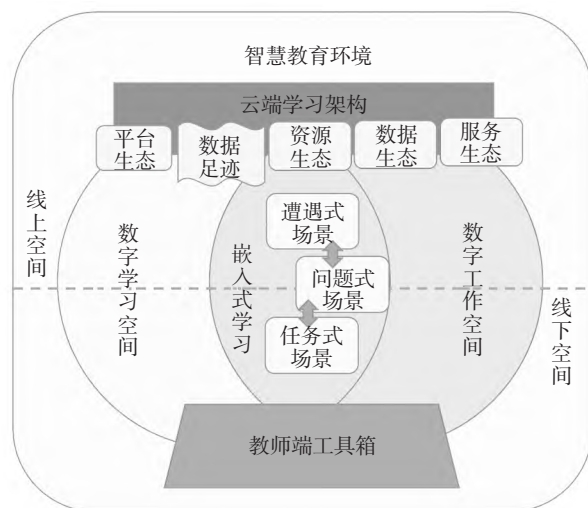 智慧教育环境
云端学习架构
平台
生态
数据
足迹
资源
生态
数据
生态
服务
生态
线上空间
数字学习空间
嵌入式学习
遭遇式
场景
问题式
场景
任务式
场景
数字工作空间
线下空间
教师端工具箱